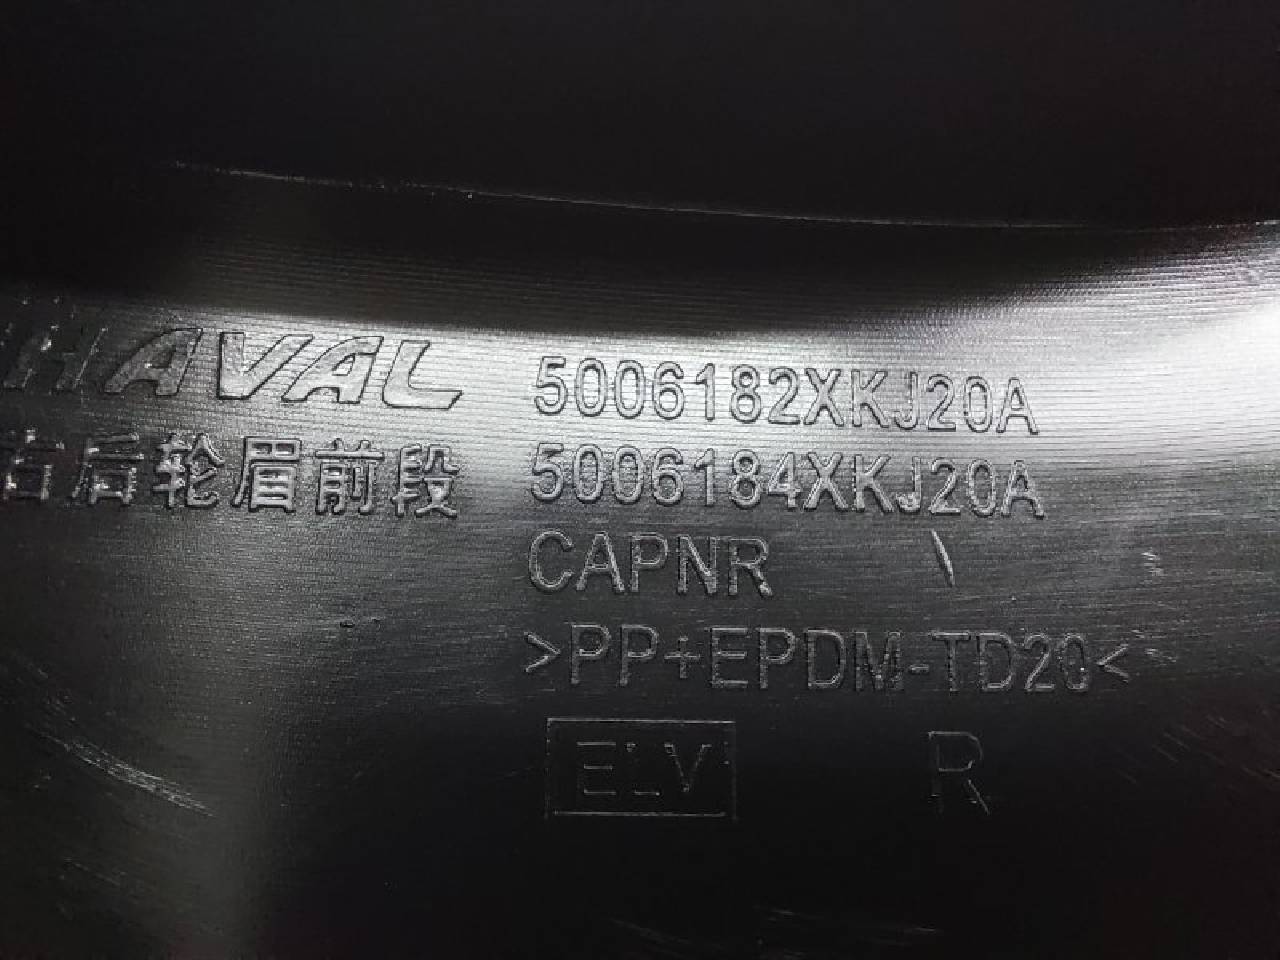 HAVAL 5006182XKJ20A
右后轮眉前段 5006184XKJ20A
CAPNR
>PP+EPDM-TD20<
ELV R